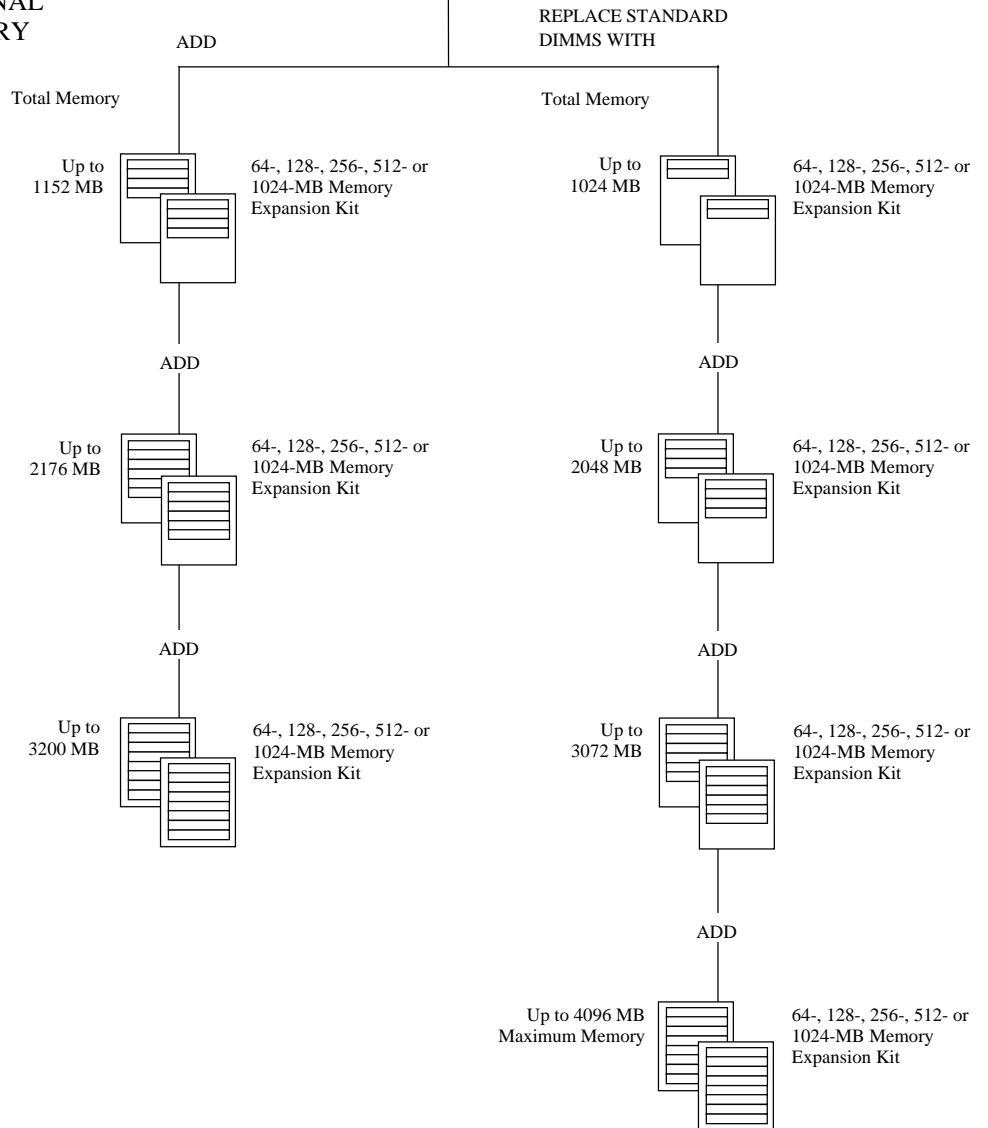 REPLACE STANDARD
DIMMS WITH
ADD
Total Memory
Total Memory
Up to
1152 MB
64-, 128-, 256-, 512- or
1024-MB Memory
Expansion Kit
Up to
1024 MB
64-, 128-, 256-, 512- or
1024-MB Memory
Expansion Kit
ADD
ADD
Up to
2176 MB
64-, 128-, 256-, 512- or
1024-MB Memory
Expansion Kit
Up to
2048 MB
64-, 128-, 256-, 512- or
1024-MB Memory
Expansion Kit
ADD
ADD
Up to
3200 MB
64-, 128-, 256-, 512- or
1024-MB Memory
Expansion Kit
Up to
3072 MB
64-, 128-, 256-, 512- or
1024-MB Memory
Expansion Kit
ADD
Up to 4096 MB
Maximum Memory
64-, 128-, 256-, 512- or
1024-MB Memory
Expansion Kit